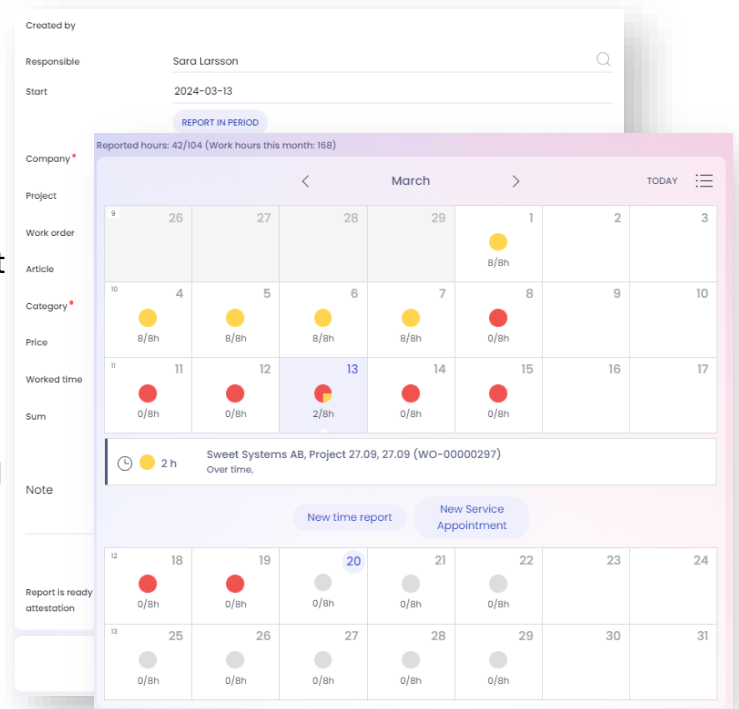 Created by
Responsible Sara Larsson
Start 2024-03-13
REPORT IN PERIOD
Reported hours: 42/104 (Work hours this month: 168)
Company *
Project
Work order
Article
Category *
Price
Worked time
Sum
Note
Report is ready
attestation
March TODAY
9 26 27 28 29 1 2 3
8/8h
10 4 5 6 7 8 9 10
8/8h 8/8h 8/8h 8/8h 0/8h
11 11 12 13 14 15 16 17
0/8h 0/8h 2/8h 0/8h 0/8h
2 h Sweet Systems AB, Project 27.09, 27.09 (WO-00000297)
Over time,
New time report
New Service
Appointment
12 18 19 20 21 22 23 24
0/8h 0/8h 0/8h 0/8h 0/8h
13 25 26 27 28 29 30 31
0/8h 0/8h 0/8h 0/8h 0/8h